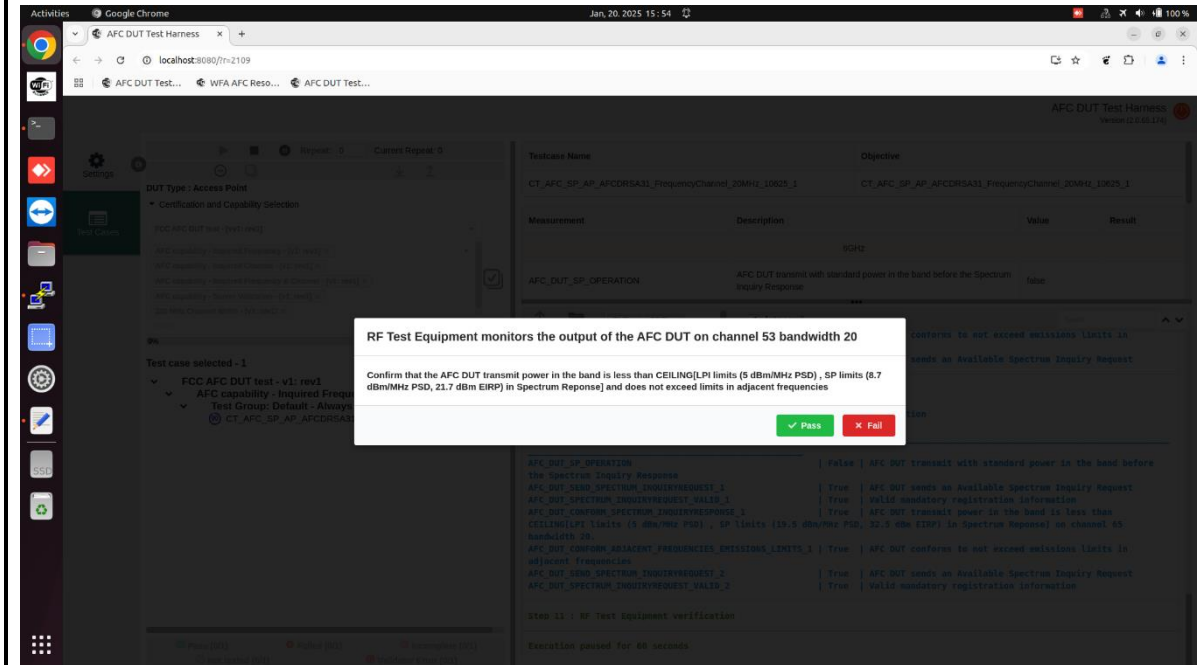 Activities Google Chrome Jan, 20. 2025 15:54 100 %
AFC DUT Test Harness
localhost:8080/?r=2109
AFC DUT Test... WFA AFC Reso... AFC DUT Test...
AFC DUT Test Harness
Settings
Repeat: 0 Current Repeat: 0
DUT Type : Access Point
Certification and Capability Selection
Test Cases
FCC AFC DUT test - [v1: rev1]
0%
Test case selected - 1
FCC AFC DUT test - v1: rev1
AFC capability - Inquired Frequ
Test Group: Default - Always
CT_AFC_SP_AP_AFCDRSA31
Testcase Name Objective
CT_AFC_SP_AP_AFCDRSA31_FrequencyChannel_20MHz_10625_1 CT_AFC_SP_AP_AFCDRSA31_FrequencyChannel_20MHz_10625_1
Measurement Description Value Result
6GHz
AFC_DUT_SP_OPERATION AFC DUT transmit with standard power in the band before the Spectrum Inquiry Response false
conforms to not exceed emissions limits in
sends an Available Spectrum Inquiry Request
RF Test Equipment monitors the output of the AFC DUT on channel 53 bandwidth 20
Confirm that the AFC DUT transmit power in the band is less than CEILING[LPI limits (5 dBm/MHz PSD) , SP limits (8.7
dBm/MHz PSD, 21.7 dBm EIRP) in Spectrum Reponse] and does not exceed limits in adjacent frequencies
Pass Fail
AFC_DUT_SP_OPERATION | False | AFC DUT transmit with standard power in the band before
the Spectrum Inquiry Response
AFC_DUT_SEND_SPECTRUM_INQUIRYREQUEST_1 | True | AFC DUT sends an Available Spectrum Inquiry Request
AFC_DUT_SPECTRUM_INQUIRYREQUEST_VALID_1 | True | Valid mandatory registration information
AFC_DUT_CONFORM_SPECTRUM_INQUIRYRESPONSE_1 | True | AFC DUT transmit power in the band is less than
CEILING[LPI limits (5 dBm/MHz PSD) , SP limits (19.5 dBm/MHz PSD, 32.5 dBm EIRP) in Spectrum Reponse] on channel 65
bandwidth 20.
AFC_DUT_CONFORM_ADJACENT_FREQUENCIES_EMISSIONS_LIMITS_1 | True | AFC DUT conforms to not exceed emissions limits in
adjacent frequencies
AFC_DUT_SEND_SPECTRUM_INQUIRYREQUEST_2 | True | AFC DUT sends an Available Spectrum Inquiry Request
AFC_DUT_SPECTRUM_INQUIRYREQUEST_VALID_2 | True | Valid mandatory registration information
Step 11 : RF Test Equipment verification
Execution paused for 60 seconds